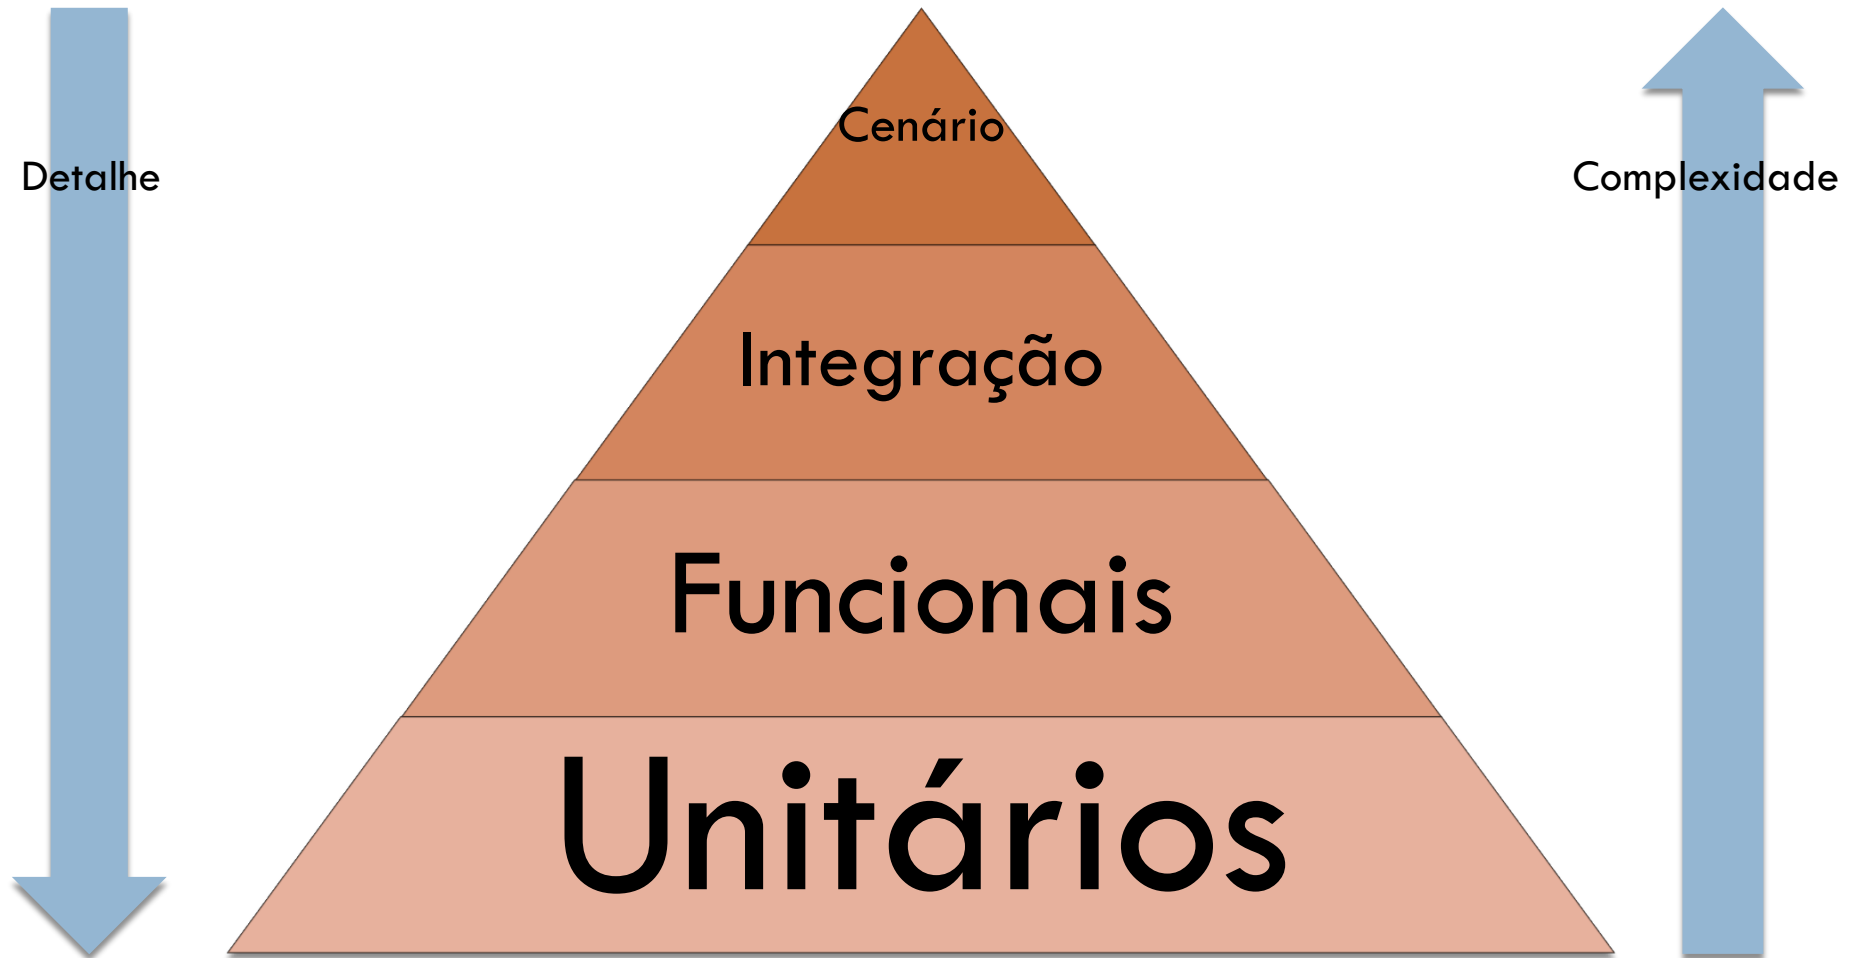 Cenário
Detalhe
Complexidade
Integração
Funcionais
Unitários